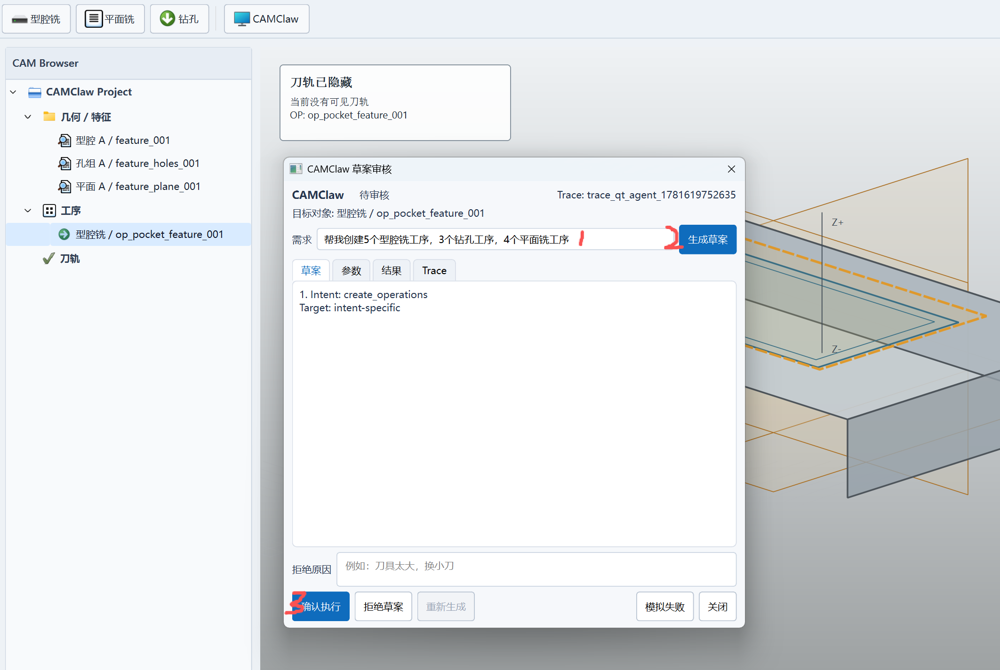 型腔铣
平面铣
钻孔
CAMClaw
CAM Browser
CAMClaw Project
几何 / 特征
型腔 A / feature_001
孔组 A / feature_holes_001
平面 A / feature_plane_001
工序
型腔铣 / op_pocket_feature_001
刀轨
刀轨已隐藏
当前没有可见刀轨
OP: op_pocket_feature_001
CAMClaw 草案审核
CAMClaw 待审核 Trace: trace_qt_agent_1781619752635
目标对象: 型腔铣 / op_pocket_feature_001
需求 帮我创建5个型腔铣工序，3个钻孔工序，4个平面铣工序 1 2 生成草案
草案 参数 结果 Trace
1. Intent: create_operations
Target: intent-specific
拒绝原因 例如：刀具太大，换小刀
3 确认执行 拒绝草案 重新生成 模拟失败 关闭
Z+
Z-